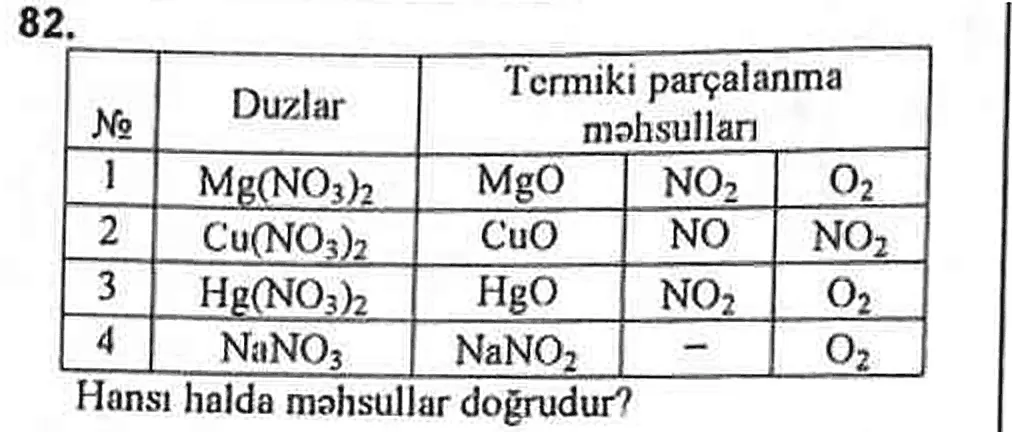 82.
№ Duzlar Termiki parçalanma məhsulları
1 Mg(NO₃)₂ MgO NO₂ O₂
2 Cu(NO₃)₂ CuO NO NO₂
3 Hg(NO₃)₂ HgO NO₂ O₂
4 NaNO₃ NaNO₂ – O₂
Hansı halda məhsullar doğrudur?